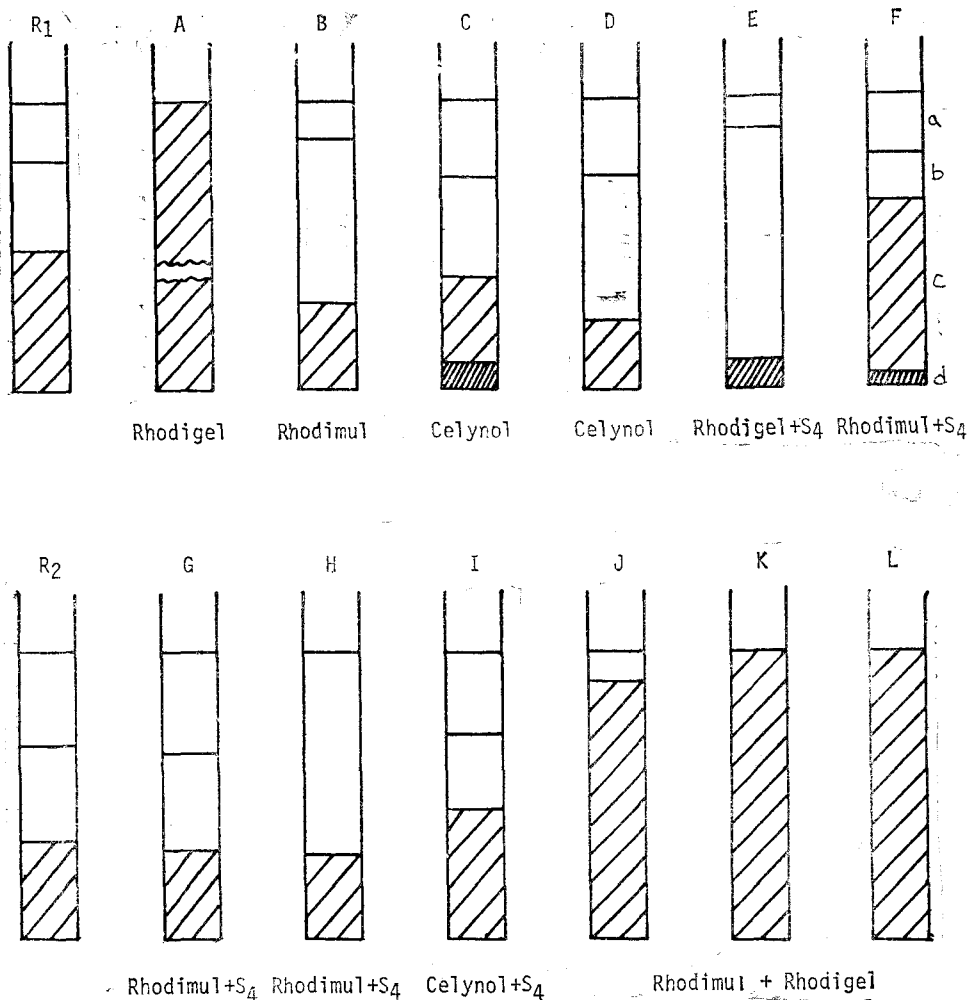 R1 A B C D E F
a
b
c
d
Rhodigel Rhodimul Celynol Celynol Rhodigel+S4 Rhodimul+S4
R2 G H I J K L
Rhodimul+S4 Rhodimul+S4 Celynol+S4 Rhodimul + Rhodigel